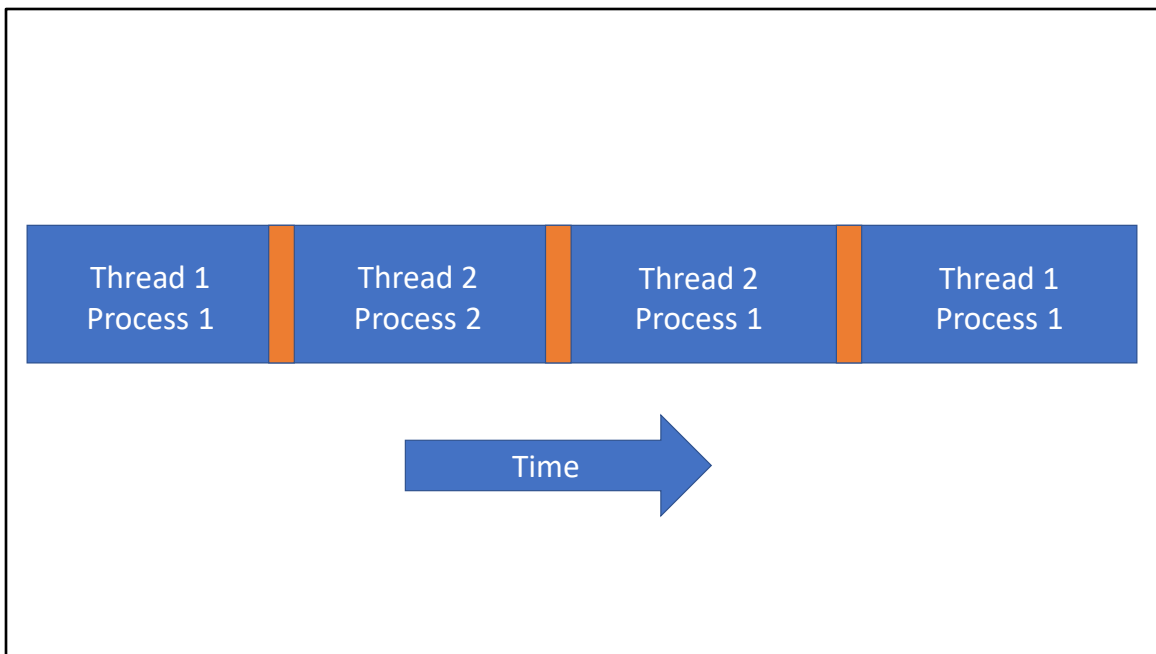 Thread 1
Process 1
Thread 2
Process 2
Thread 2
Process 1
Thread 1
Process 1
Time